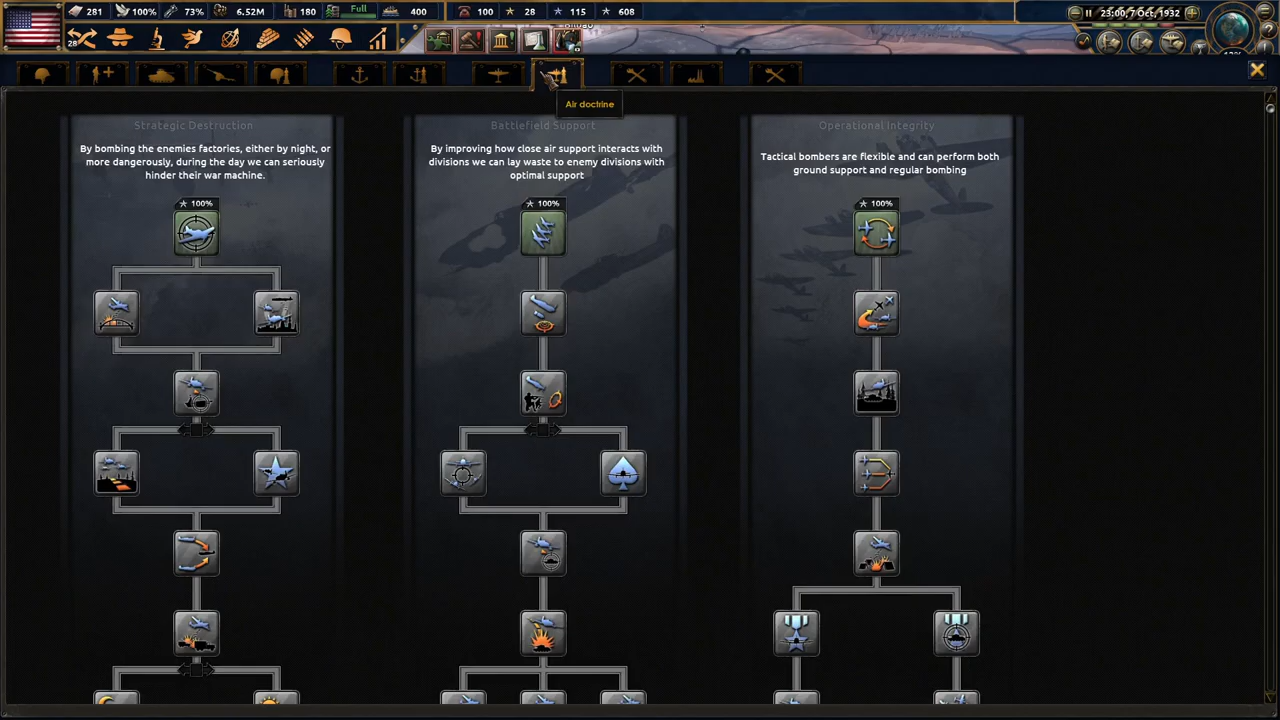 281 100% 73% 6.52M 180 Full 400 100 28 115 608 23:00, 7 Oct, 1932
28
Air doctrine
Strategic Destruction
Battlefield Support
Operational Integrity
By bombing the enemies factories, either by night, or
more dangerously, during the day we can seriously
hinder their war machine.
By improving how close air support interacts with
divisions we can lay waste to enemy divisions with
optimal support
Tactical bombers are flexible and can perform both
ground support and regular bombing
100%
100%
100%